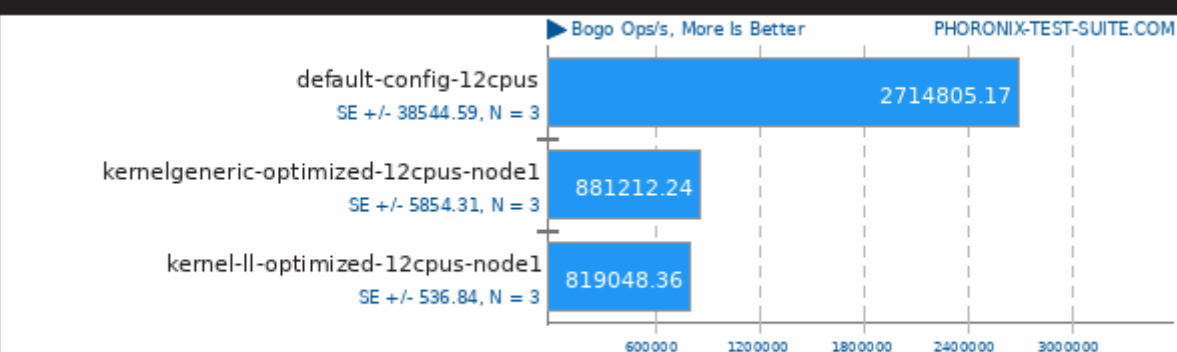 Bogo Ops/s, More Is Better PHORONIX-TEST-SUITE.COM
default-config-12cpus
SE +/- 38544.59, N = 3
2714805.17
kernelgeneric-optimized-12cpus-node1
SE +/- 5854.31, N = 3
881212.24
kernel-ll-optimized-12cpus-node1
SE +/- 536.84, N = 3
819048.36
600000 1200000 1800000 2400000 3000000